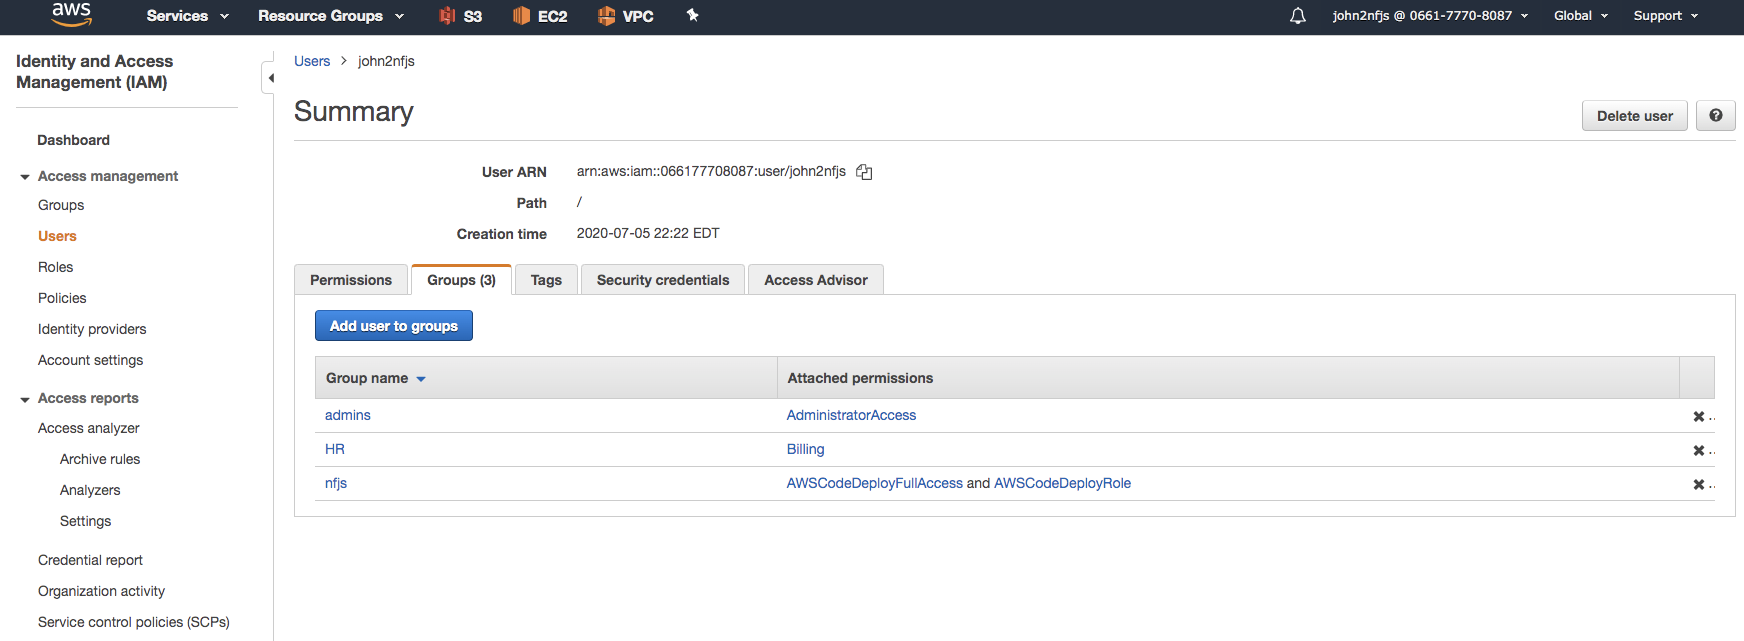 aws Services Resource Groups S3 EC2 VPC john2nfjs @ 0661-7770-8087 Global Support
Identity and Access
Management (IAM)
Dashboard
Access management
Groups
Users
Roles
Policies
Identity providers
Account settings
Access reports
Access analyzer
Archive rules
Analyzers
Settings
Credential report
Organization activity
Service control policies (SCPs)
Users > john2nfjs
Summary
Delete user
User ARN arn:aws:iam::066177708087:user/john2nfjs
Path /
Creation time 2020-07-05 22:22 EDT
Permissions Groups (3) Tags Security credentials Access Advisor
Add user to groups
Group name Attached permissions
admins AdministratorAccess
HR Billing
nfjs AWSCodeDeployFullAccess and AWSCodeDeployRole